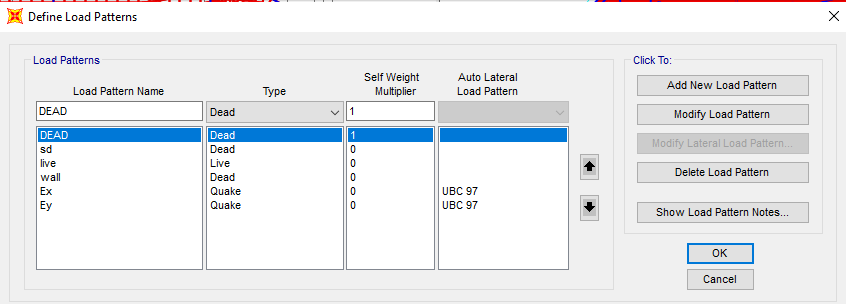 Define Load Patterns
Load Patterns
Click To:
Load Pattern Name Type Self Weight Multiplier Auto Lateral Load Pattern
DEAD Dead 1
DEAD Dead 1
sd Dead 0
live Live 0
wall Dead 0
Ex Quake 0 UBC 97
Ey Quake 0 UBC 97
Add New Load Pattern
Modify Load Pattern
Modify Lateral Load Pattern...
Delete Load Pattern
Show Load Pattern Notes...
OK
Cancel